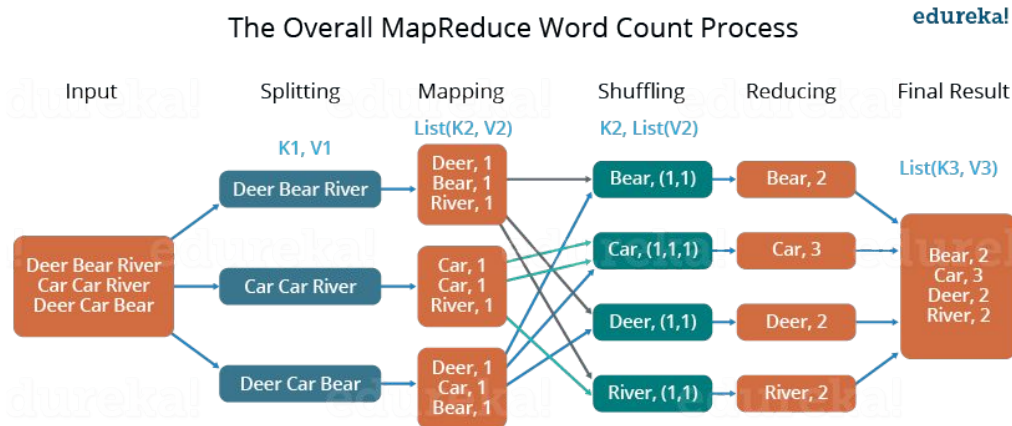 The Overall MapReduce Word Count Process
edureka!
Input
Splitting
Mapping
Shuffling
Reducing
Final Result
K1, V1
List(K2, V2)
K2, List(V2)
List(K3, V3)
Deer Bear River
Car Car River
Deer Car Bear
Deer Bear River
Car Car River
Deer Car Bear
Deer, 1
Bear, 1
River, 1
Car, 1
Car, 1
River, 1
Deer, 1
Car, 1
Bear, 1
Bear, (1,1)
Car, (1,1,1)
Deer, (1,1)
River, (1,1)
Bear, 2
Car, 3
Deer, 2
River, 2
Bear, 2
Car, 3
Deer, 2
River, 2